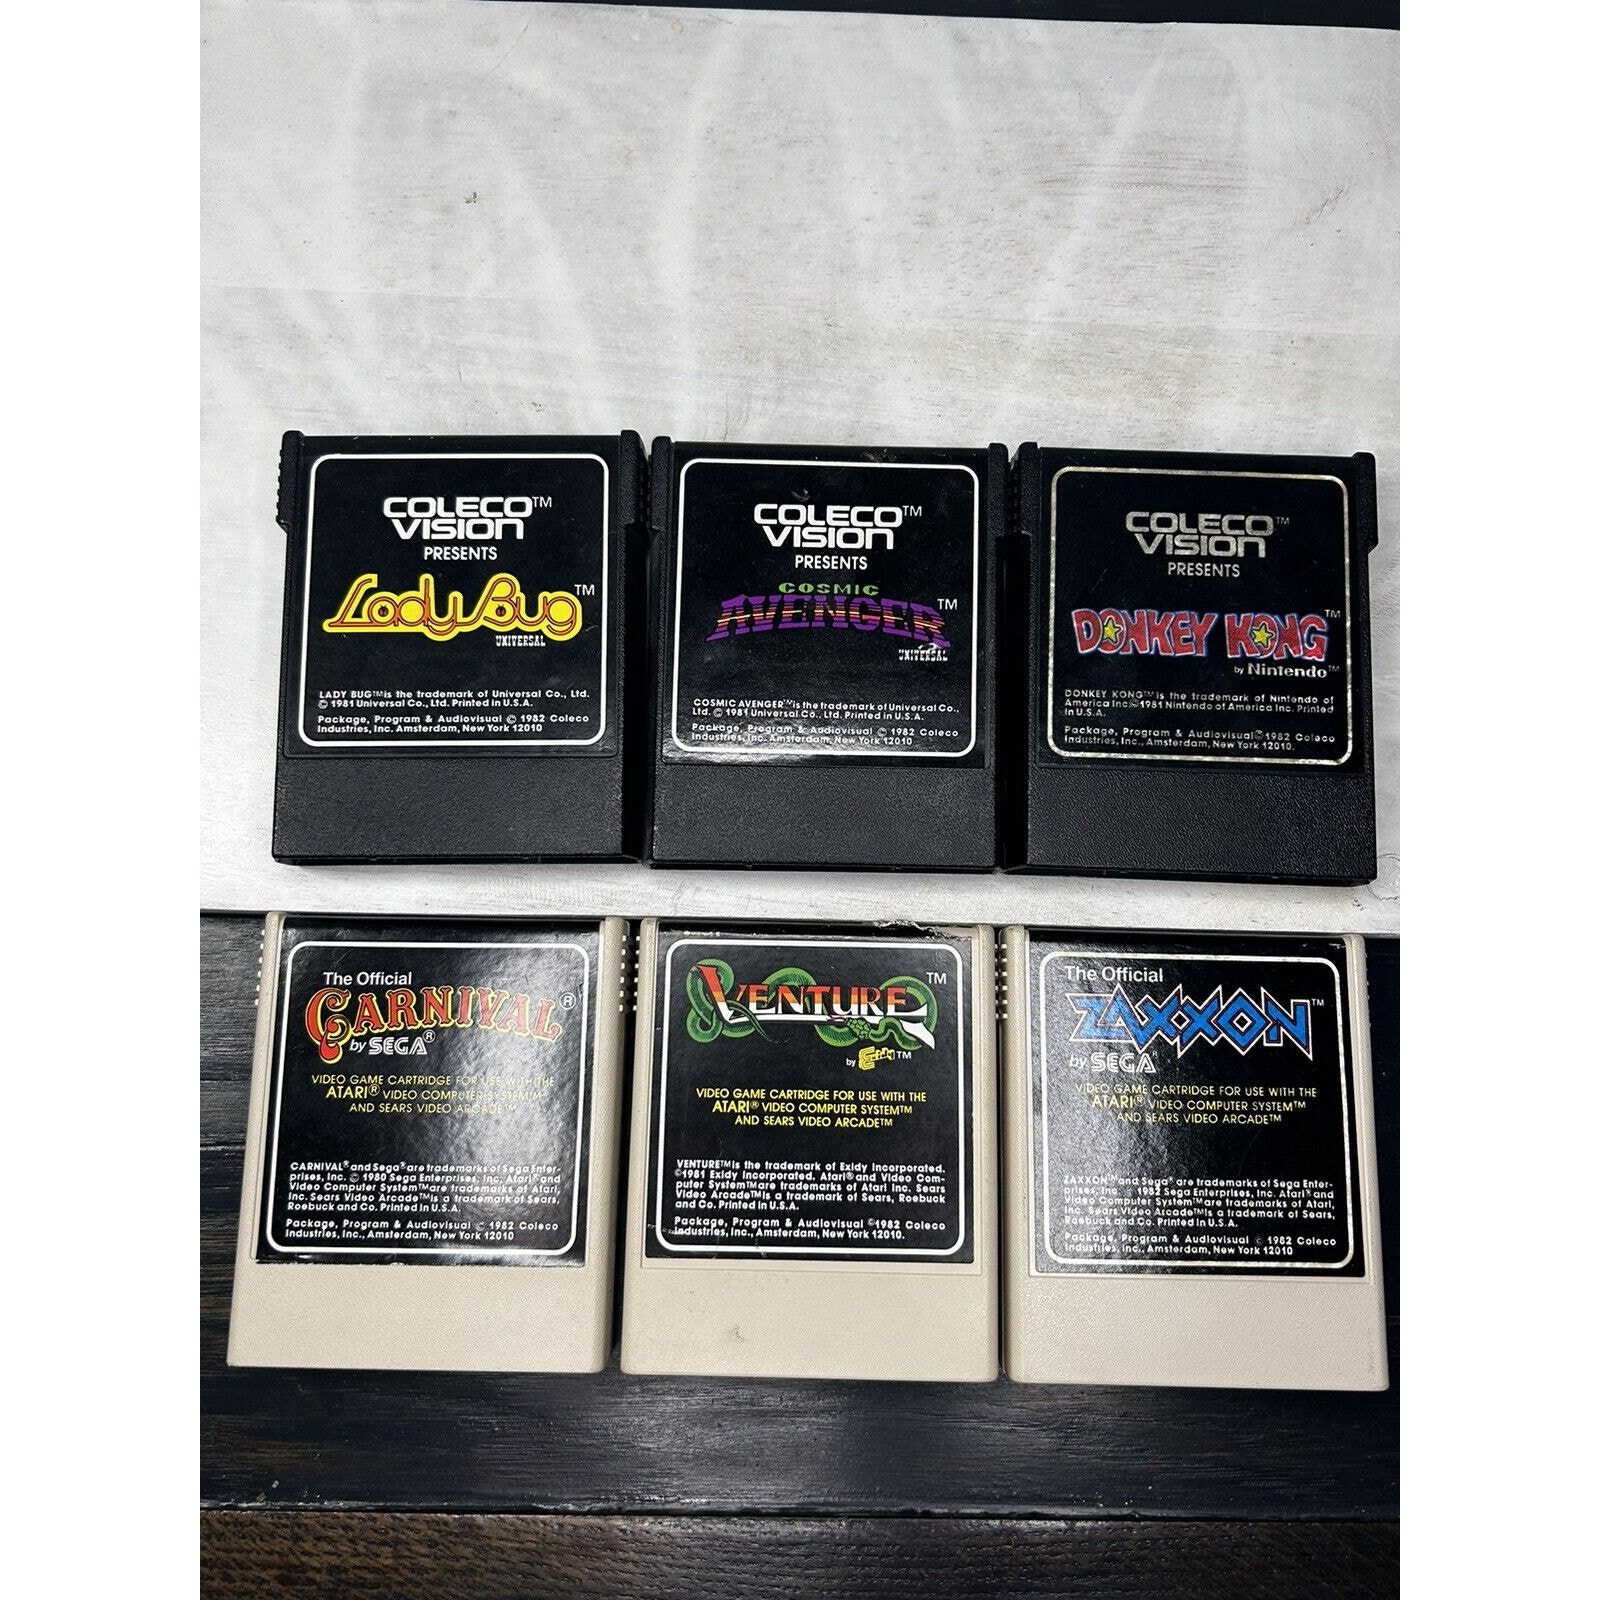 COLECO™
VISION
PRESENTS
Lady Bug™
UNIVERSAL
LADY BUG™is the trademark of Universal Co., Ltd.
© 1981 Universal Co., Ltd. Printed in U.S.A.
Package, Program & Audiovisual © 1982 Coleco
Industries, Inc. Amsterdam, New York 12010
COLECO™
VISION
PRESENTS
COSMIC
AVENGER™
UNIVERSAL
COSMIC AVENGER™is the trademark of Universal Co.,
Ltd. © 1981 Universal Co., Ltd. Printed in U.S.A.
Package, Program & Audiovisual © 1982 Coleco
Industries, Inc. Amsterdam, New York 12010
COLECO™
VISION
PRESENTS
DONKEY KONG™
by Nintendo™
DONKEY KONG™ is the trademark of Nintendo of
America Inc©1981 Nintendo of America Inc. Printed
in U.S.A.
Package, Program & Audiovisual©1982 Coleco
Industries, Inc., Amsterdam, New York 12010.
The Official
CARNIVAL®
by SEGA®
VIDEO GAME CARTRIDGE FOR USE WITH THE
ATARI® VIDEO COMPUTER SYSTEM™
AND SEARS VIDEO ARCADE™
CARNIVAL® and Sega® are trademarks of Sega Enter-
prises, Inc. © 1980 Sega Enterprises, Inc. Atari® and
Video Computer System™ are trademarks of Atari,
Inc. Sears Video Arcade™ is a trademark of Sears,
Roebuck and Co. Printed in U.S.A.
Package, Program & Audiovisual © 1982 Coleco
Industries, Inc., Amsterdam, New York 12010
VENTURE™
by Exidy™
VIDEO GAME CARTRIDGE FOR USE WITH THE
ATARI® VIDEO COMPUTER SYSTEM™
AND SEARS VIDEO ARCADE™
VENTURE™is the trademark of Exidy Incorporated.
©1981 Exidy Incorporated. Atari® and Video Com-
puter System™are trademarks of Atari Inc. Sears
Video Arcade™is a trademark of Sears, Roebuck
and Co. Printed in U.S.A.
Package, Program & Audiovisual ©1982 Coleco
Industries, Inc., Amsterdam, New York 12010.
The Official
ZAXXON™
by SEGA®
VIDEO GAME CARTRIDGE FOR USE WITH THE
ATARI® VIDEO COMPUTER SYSTEM™
AND SEARS VIDEO ARCADE™
ZAXXON™ and Sega® are trademarks of Sega Enter-
prises, Inc. © 1982 Sega Enterprises, Inc. Atari® and
Video Computer System™ are trademarks of Atari,
Inc. Sears Video Arcade™is a trademark of Sears,
Roebuck and Co. Printed in U.S.A.
Package, Program & Audiovisual © 1982 Coleco
Industries, Inc., Amsterdam, New York 12010